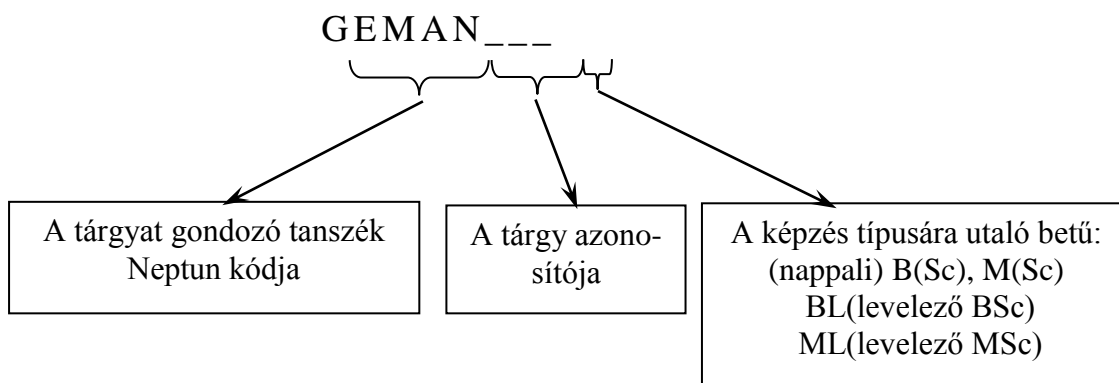 GEMAN___
A tárgyat gondozó tanszék
Neptun kódja
A tárgy azono-
sítója
A képzés típusára utaló betű:
(nappali) B(Sc), M(Sc)
BL(levelező BSc)
ML(levelező MSc)